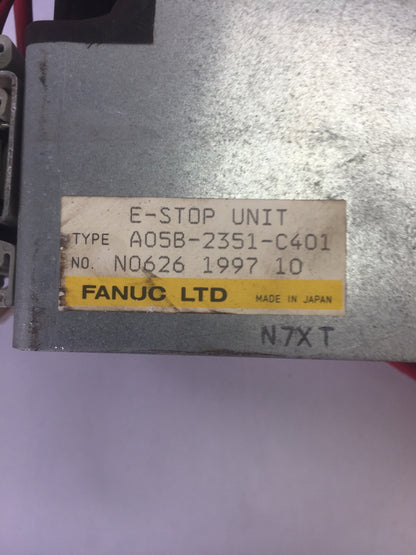 E-STOP UNIT
TYPE A05B-2351-C401
NO. N0626 1997 10
FANUC LTD MADE IN JAPAN
N7XT